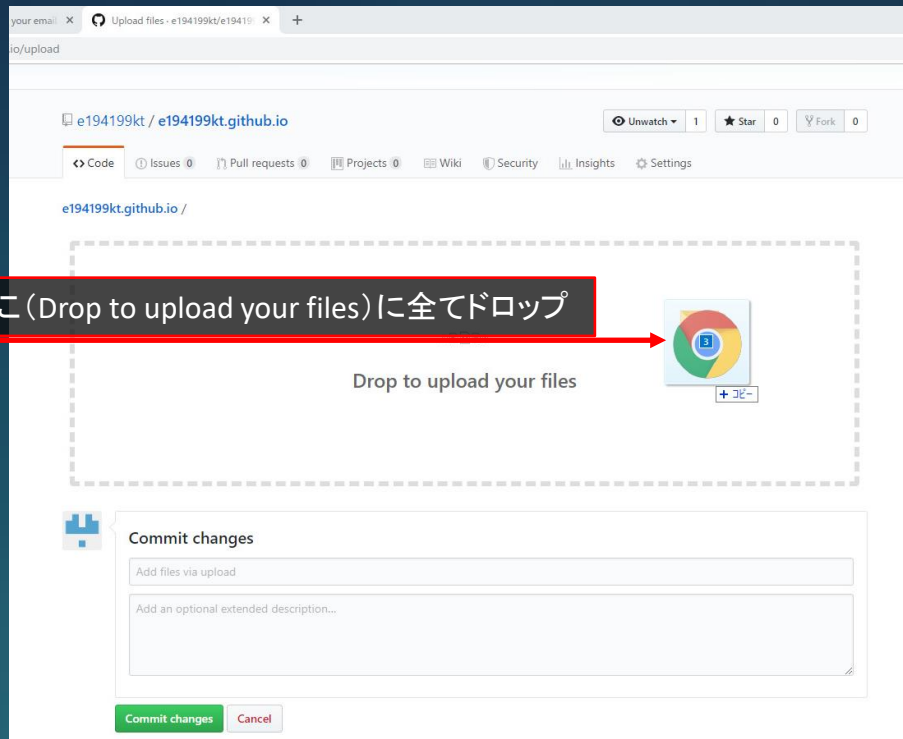 your email
Upload files · e194199kt/e19419
io/upload
e194199kt / e194199kt.github.io
Unwatch 1 Star 0 Fork 0
Code Issues 0 Pull requests 0 Projects 0 Wiki Security Insights Settings
e194199kt.github.io /
こ(Drop to upload your files)に全てドロップ
3
Drop to upload your files
+ コピー
Commit changes
Add files via upload
Add an optional extended description...
Commit changes Cancel